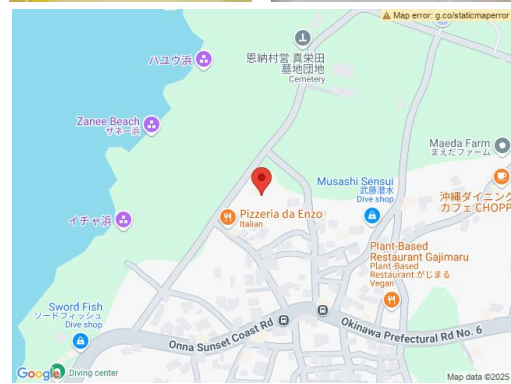 Map error: g.co/staticmaperror
ハユウ浜
恩納村営 真栄田
墓地団地
Cemetery
Zanee Beach
ザネー浜
Maeda Farm
まえだファーム
Musashi Sensui
武藤潜水
Dive shop
沖縄ダイニング
カフェ CHOPP
イチャ浜
Pizzeria da Enzo
Italian
Plant-Based
Restaurant Gajimaru
Plant-Based
Restaurant がじまる
Vegan
Sword Fish
ソードフィッシュ
Dive shop
Onna Sunset Coast Rd
Okinawa Prefectural Rd No. 6
Google
Diving center
Map data ©2025